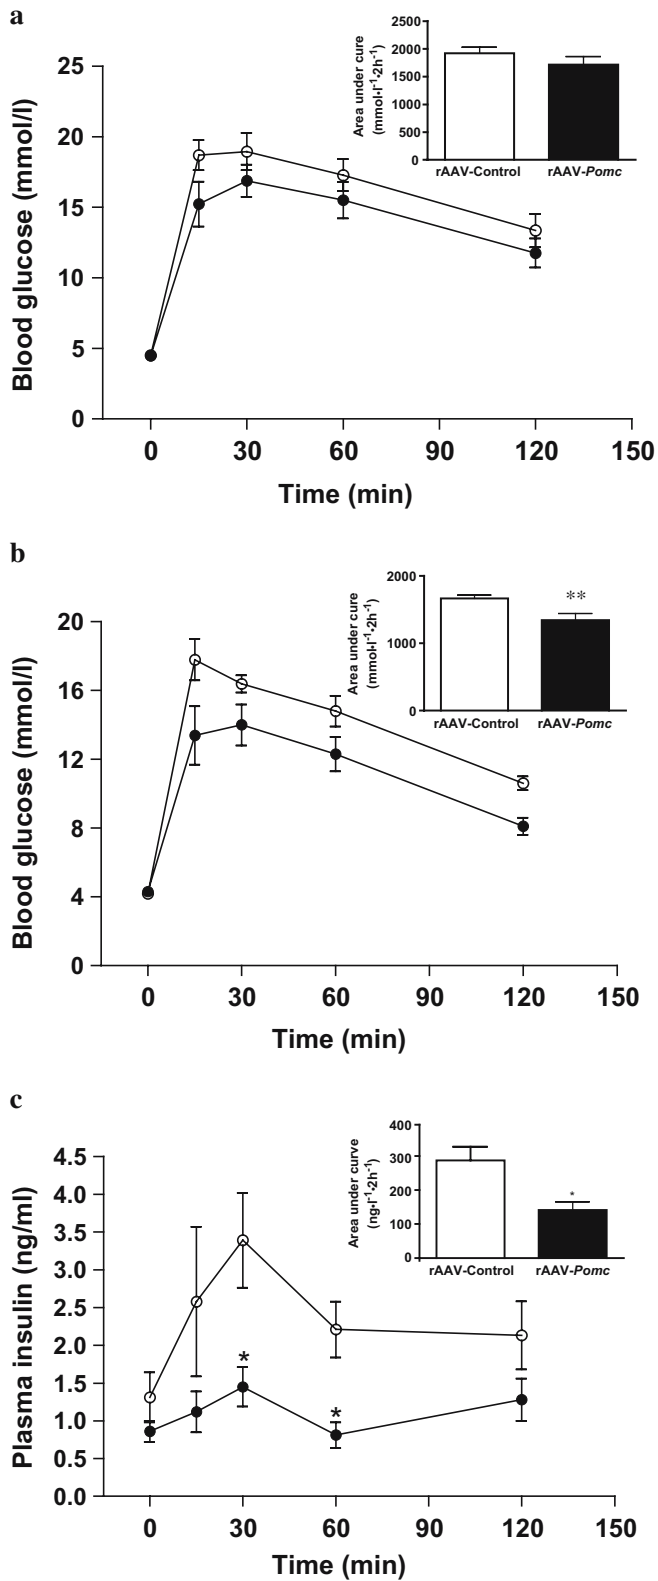 a
2500
2000
1500
1000
500
0
Area under cure
(mmol·l⁻¹·2h⁻¹)
rAAV-Control rAAV-Pomc
25
20
15
10
5
0
Blood glucose (mmol/l)
0 30 60 90 120 150
Time (min)
b
2000
1000
0
Area under cure
(mmol·l⁻¹·2h⁻¹)
**
rAAV-Control rAAV-Pomc
20
16
12
8
4
0
Blood glucose (mmol/l)
0 30 60 90 120 150
Time (min)
c
400
300
200
100
0
Area under curve
(ng·l⁻¹·2h⁻¹)
*
rAAV-Control rAAV-Pomc
4.5
4.0
3.5
3.0
2.5
2.0
1.5
1.0
0.5
0.0
Plasma insulin (ng/ml)
*
*
0 30 60 90 120 150
Time (min)